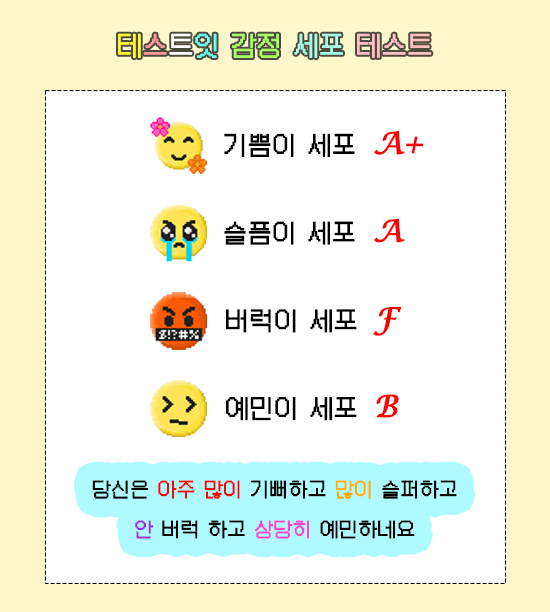 테스트잇 감정 세포 테스트
기쁨이 세포 A+
슬픔이 세포 A
$!?#%
버럭이 세포 F
예민이 세포 B
당신은 아주 많이 기뻐하고 많이 슬퍼하고
안 버럭 하고 상당히 예민하네요